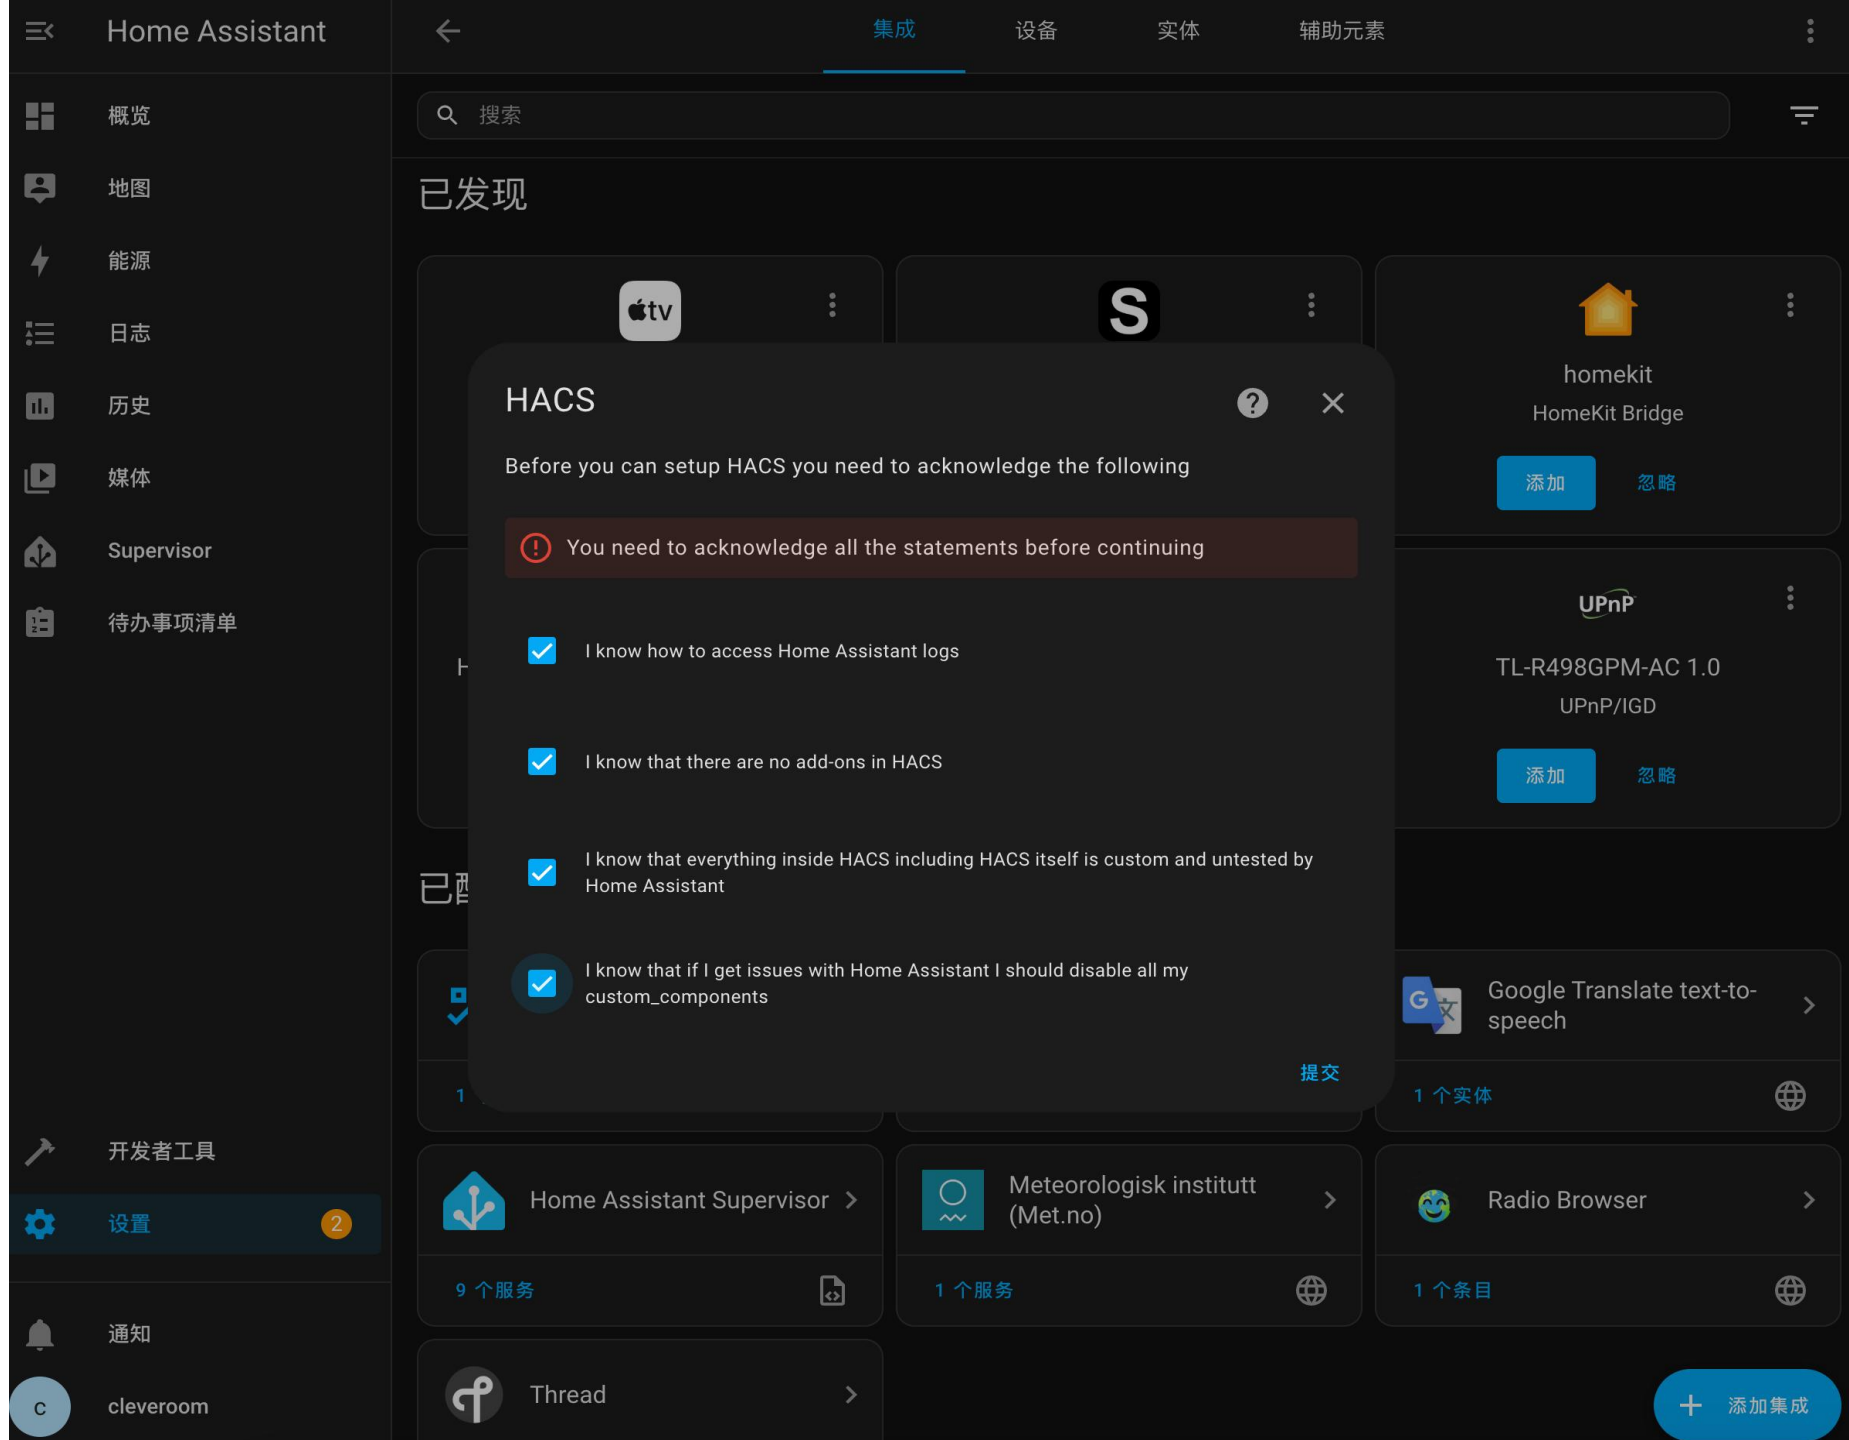 Home Assistant
集成
设备
实体
辅助元素
概览
地图
能源
日志
历史
媒体
Supervisor
待办事项清单
开发者工具
设置
2
通知
c
cleveroom
搜索
已发现
tv
S
homekit
HomeKit Bridge
添加
忽略
HACS
Before you can setup HACS you need to acknowledge the following
You need to acknowledge all the statements before continuing
I know how to access Home Assistant logs
I know that there are no add-ons in HACS
I know that everything inside HACS including HACS itself is custom and untested by
Home Assistant
I know that if I get issues with Home Assistant I should disable all my
custom_components
提交
H
UPnP
TL-R498GPM-AC 1.0
UPnP/IGD
添加
忽略
已配
1
Google Translate text-to-
speech
1 个实体
Home Assistant Supervisor
9 个服务
Meteorologisk institutt
(Met.no)
1 个服务
Radio Browser
1 个条目
Thread
添加集成